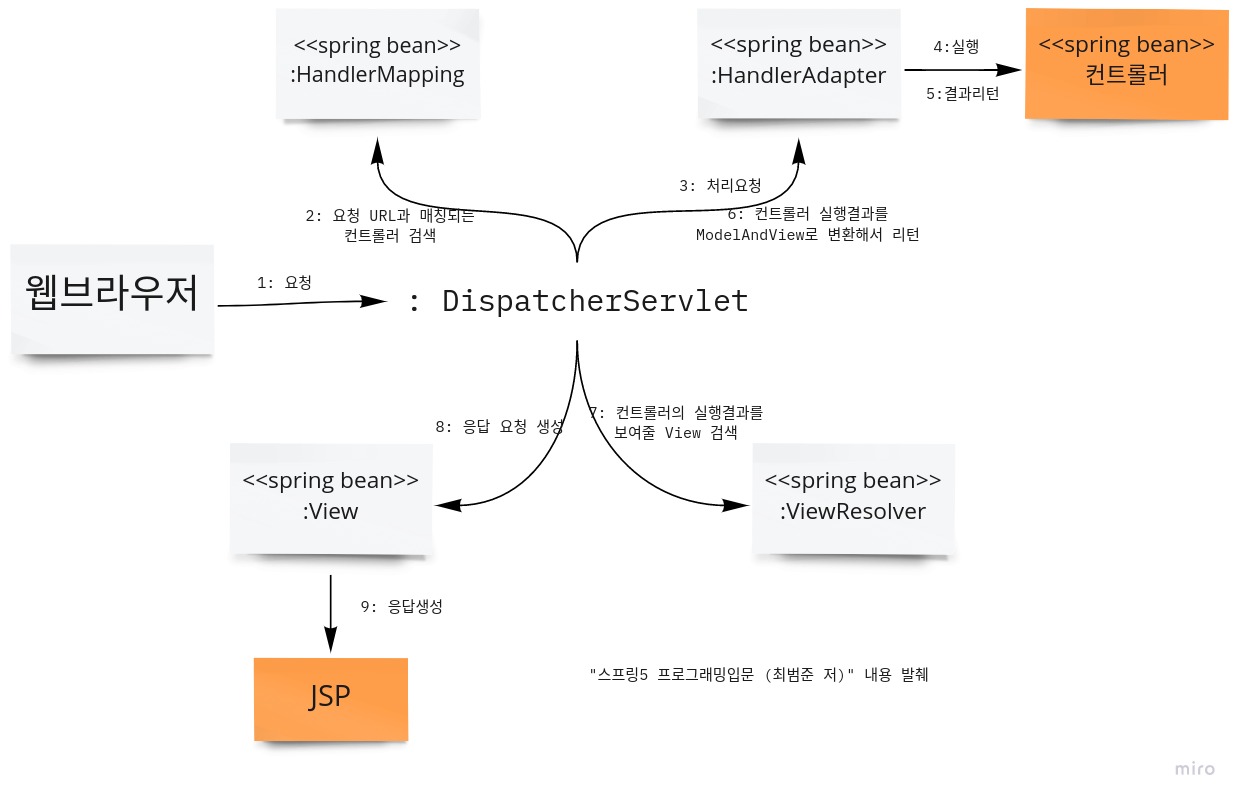 <<spring bean>>
:HandlerMapping
<<spring bean>>
:HandlerAdapter
4:실행
5:결과리턴
<<spring bean>>
컨트롤러
2: 요청 URL과 매칭되는
컨트롤러 검색
3: 처리요청
6: 컨트롤러 실행결과를
ModelAndView로 변환해서 리턴
웹브라우저
1: 요청
: DispatcherServlet
8: 응답 요청 생성
7: 컨트롤러의 실행결과를
보여줄 View 검색
<<spring bean>>
:View
<<spring bean>>
:ViewResolver
9: 응답생성
JSP
"스프링5 프로그래밍입문 (최범준 저)" 내용 발췌
miro